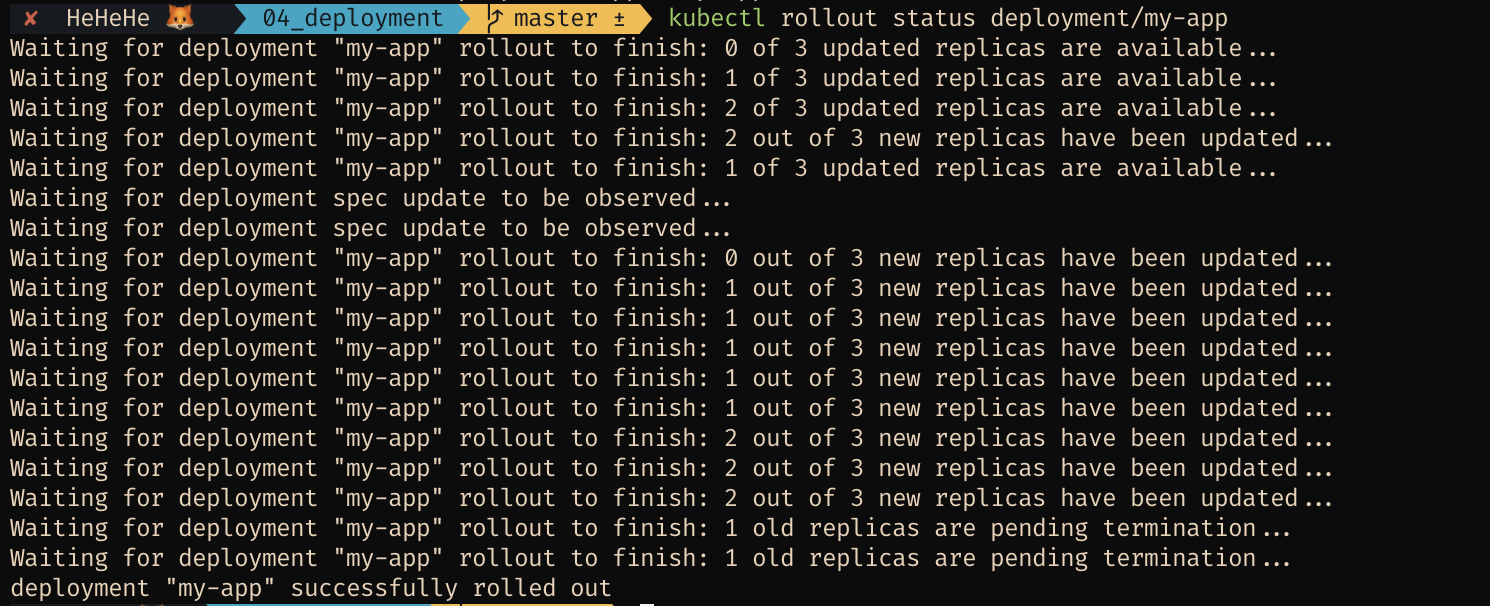 ✘ HeHeHe 🦊 04_deployment master ± kubectl rollout status deployment/my-app
Waiting for deployment "my-app" rollout to finish: 0 of 3 updated replicas are available...
Waiting for deployment "my-app" rollout to finish: 1 of 3 updated replicas are available...
Waiting for deployment "my-app" rollout to finish: 2 of 3 updated replicas are available...
Waiting for deployment "my-app" rollout to finish: 2 out of 3 new replicas have been updated...
Waiting for deployment "my-app" rollout to finish: 1 of 3 updated replicas are available...
Waiting for deployment spec update to be observed...
Waiting for deployment spec update to be observed...
Waiting for deployment "my-app" rollout to finish: 0 out of 3 new replicas have been updated...
Waiting for deployment "my-app" rollout to finish: 1 out of 3 new replicas have been updated...
Waiting for deployment "my-app" rollout to finish: 1 out of 3 new replicas have been updated...
Waiting for deployment "my-app" rollout to finish: 1 out of 3 new replicas have been updated...
Waiting for deployment "my-app" rollout to finish: 1 out of 3 new replicas have been updated...
Waiting for deployment "my-app" rollout to finish: 1 out of 3 new replicas have been updated...
Waiting for deployment "my-app" rollout to finish: 2 out of 3 new replicas have been updated...
Waiting for deployment "my-app" rollout to finish: 2 out of 3 new replicas have been updated...
Waiting for deployment "my-app" rollout to finish: 2 out of 3 new replicas have been updated...
Waiting for deployment "my-app" rollout to finish: 1 old replicas are pending termination...
Waiting for deployment "my-app" rollout to finish: 1 old replicas are pending termination...
deployment "my-app" successfully rolled out